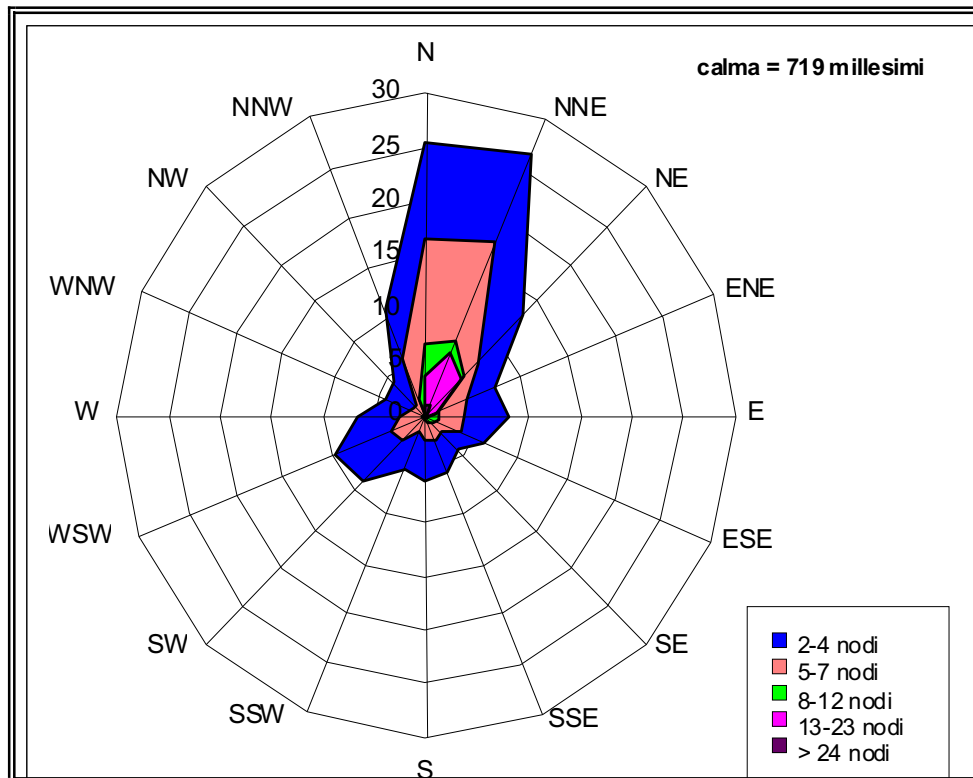 N
calma = 719 millesimi
30
NNW
NNE
25
NW
NE
20
15
WNW
ENE
10
5
W
0
E
WSW
ESE
SW
SE
SSW
SSE
S
2-4 nodi
5-7 nodi
8-12 nodi
13-23 nodi
> 24 nodi